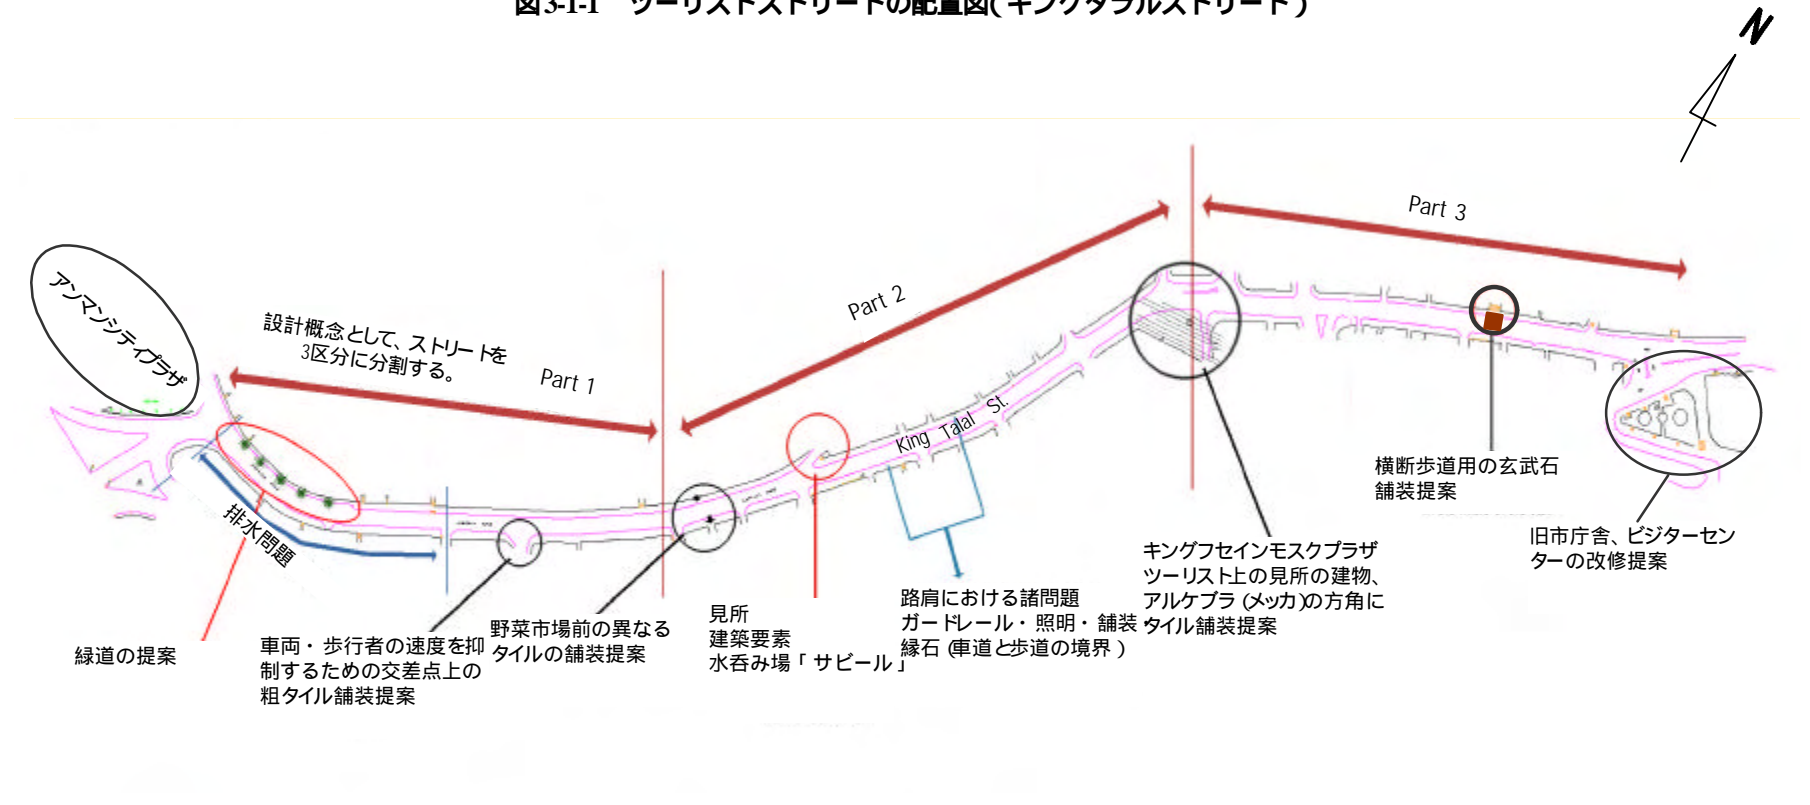 図3-1-1 ツーリストストリートの配置図(キングタラルストリート)
N
アンマンシティプラザ
設計概念として、ストリートを
3区分に分割する。
Part 1
Part 2
Part 3
King Talal St.
排水問題
緑道の提案
車両・歩行者の速度を抑
制するための交差点上の
粗タイル舗装提案
野菜市場前の異なる
タイルの舗装提案
見所
建築要素
水呑み場「サビール」
路肩における諸問題
ガードレール・照明・舗装・
縁石(車道と歩道の境界)
キングフセインモスクプラザ
ツーリスト上の見所の建物、
アルケブラ(メッカ)の方角に
タイル舗装提案
横断歩道用の玄武石
舗装提案
旧市庁舎、ビジターセン
ターの改修提案